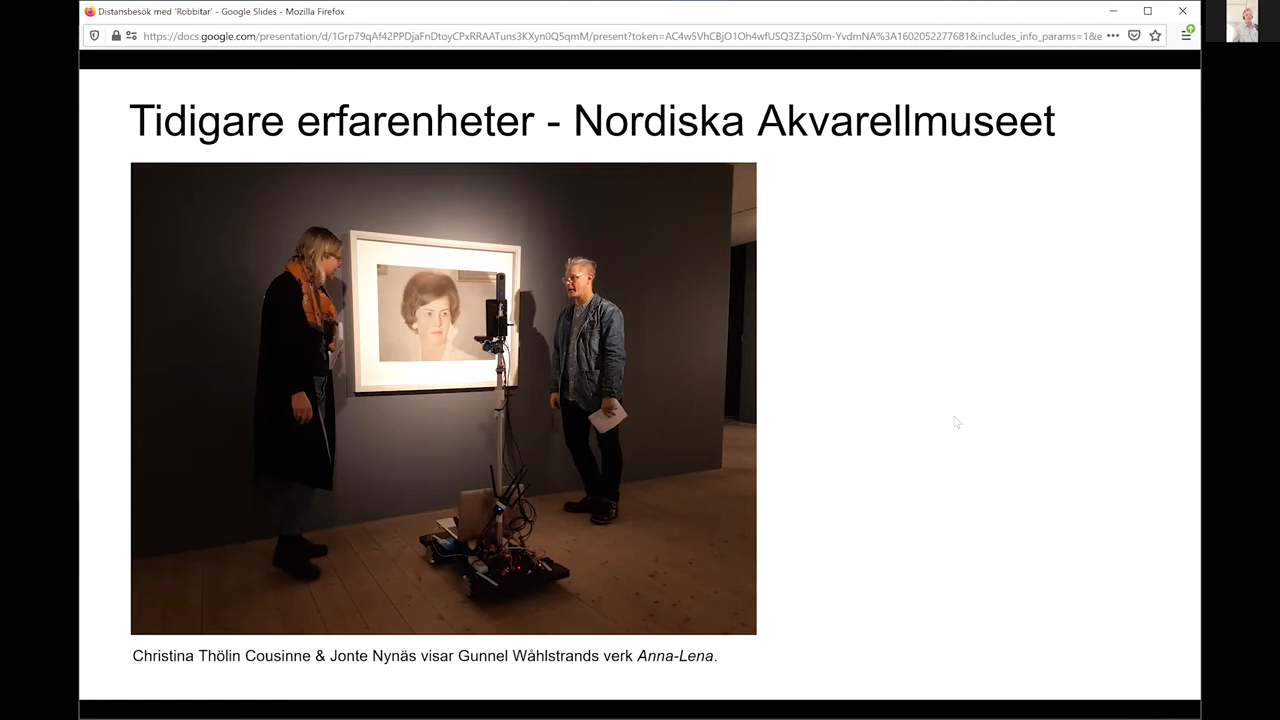 Distansbesök med 'Robbitar' - Google Slides - Mozilla Firefox
https://docs.google.com/presentation/d/1Grp79qAf42PPDjaFnDtoyCPxRRAATuns3KXyn0Q5qmM/present?token=AC4w5VhCBjO1Oh4wfUSQ3Z3pS0m-YvdmNA%3A1602052277681&includes_info_params=1&e
Tidigare erfarenheter - Nordiska Akvarellmuseet
Christina Thölin Cousinne & Jonte Nynäs visar Gunnel Wåhlstrands verk Anna-Lena.